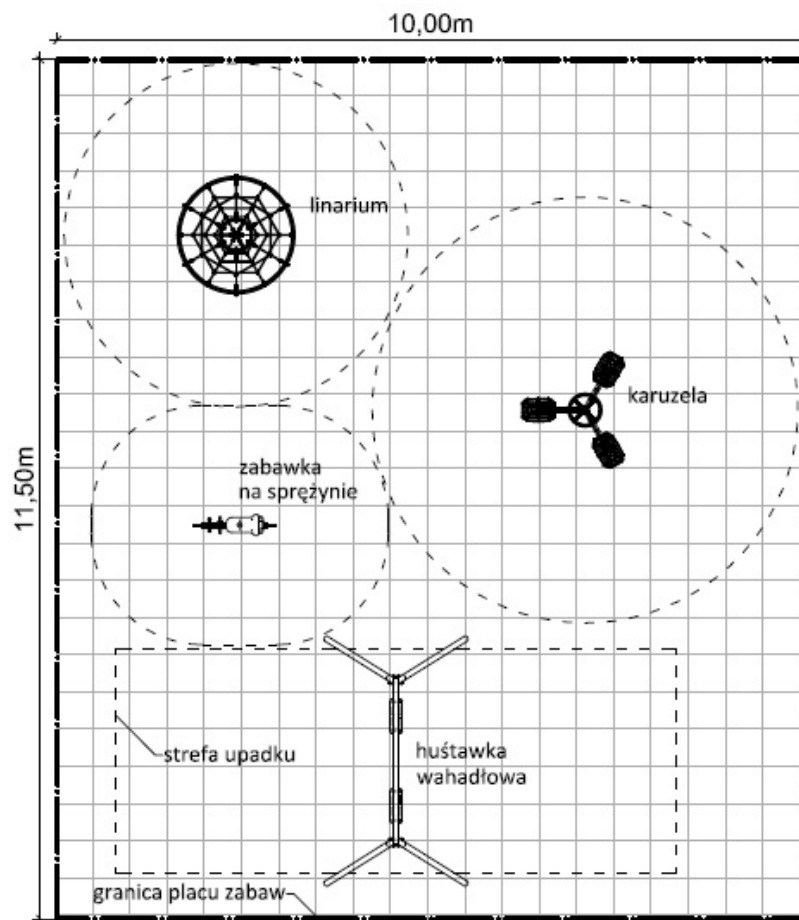 10,00m
linarium
karuzela
zabawka
na sprężynie
11,50m
strefa upadku
huśtawka
wahadłowa
granica placu zabaw